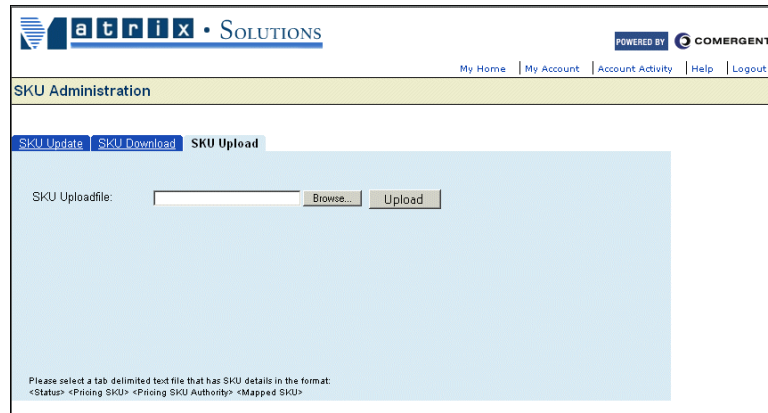 Matrix • SOLUTIONS
POWERED BY COMERGENT
My Home | My Account | Account Activity | Help | Logout
SKU Administration
SKU Update SKU Download SKU Upload
SKU Uploadfile: Browse... Upload
Please select a tab delimited text file that has SKU details in the format:
<Status> <Pricing SKU> <Pricing SKU Authority> <Mapped SKU>